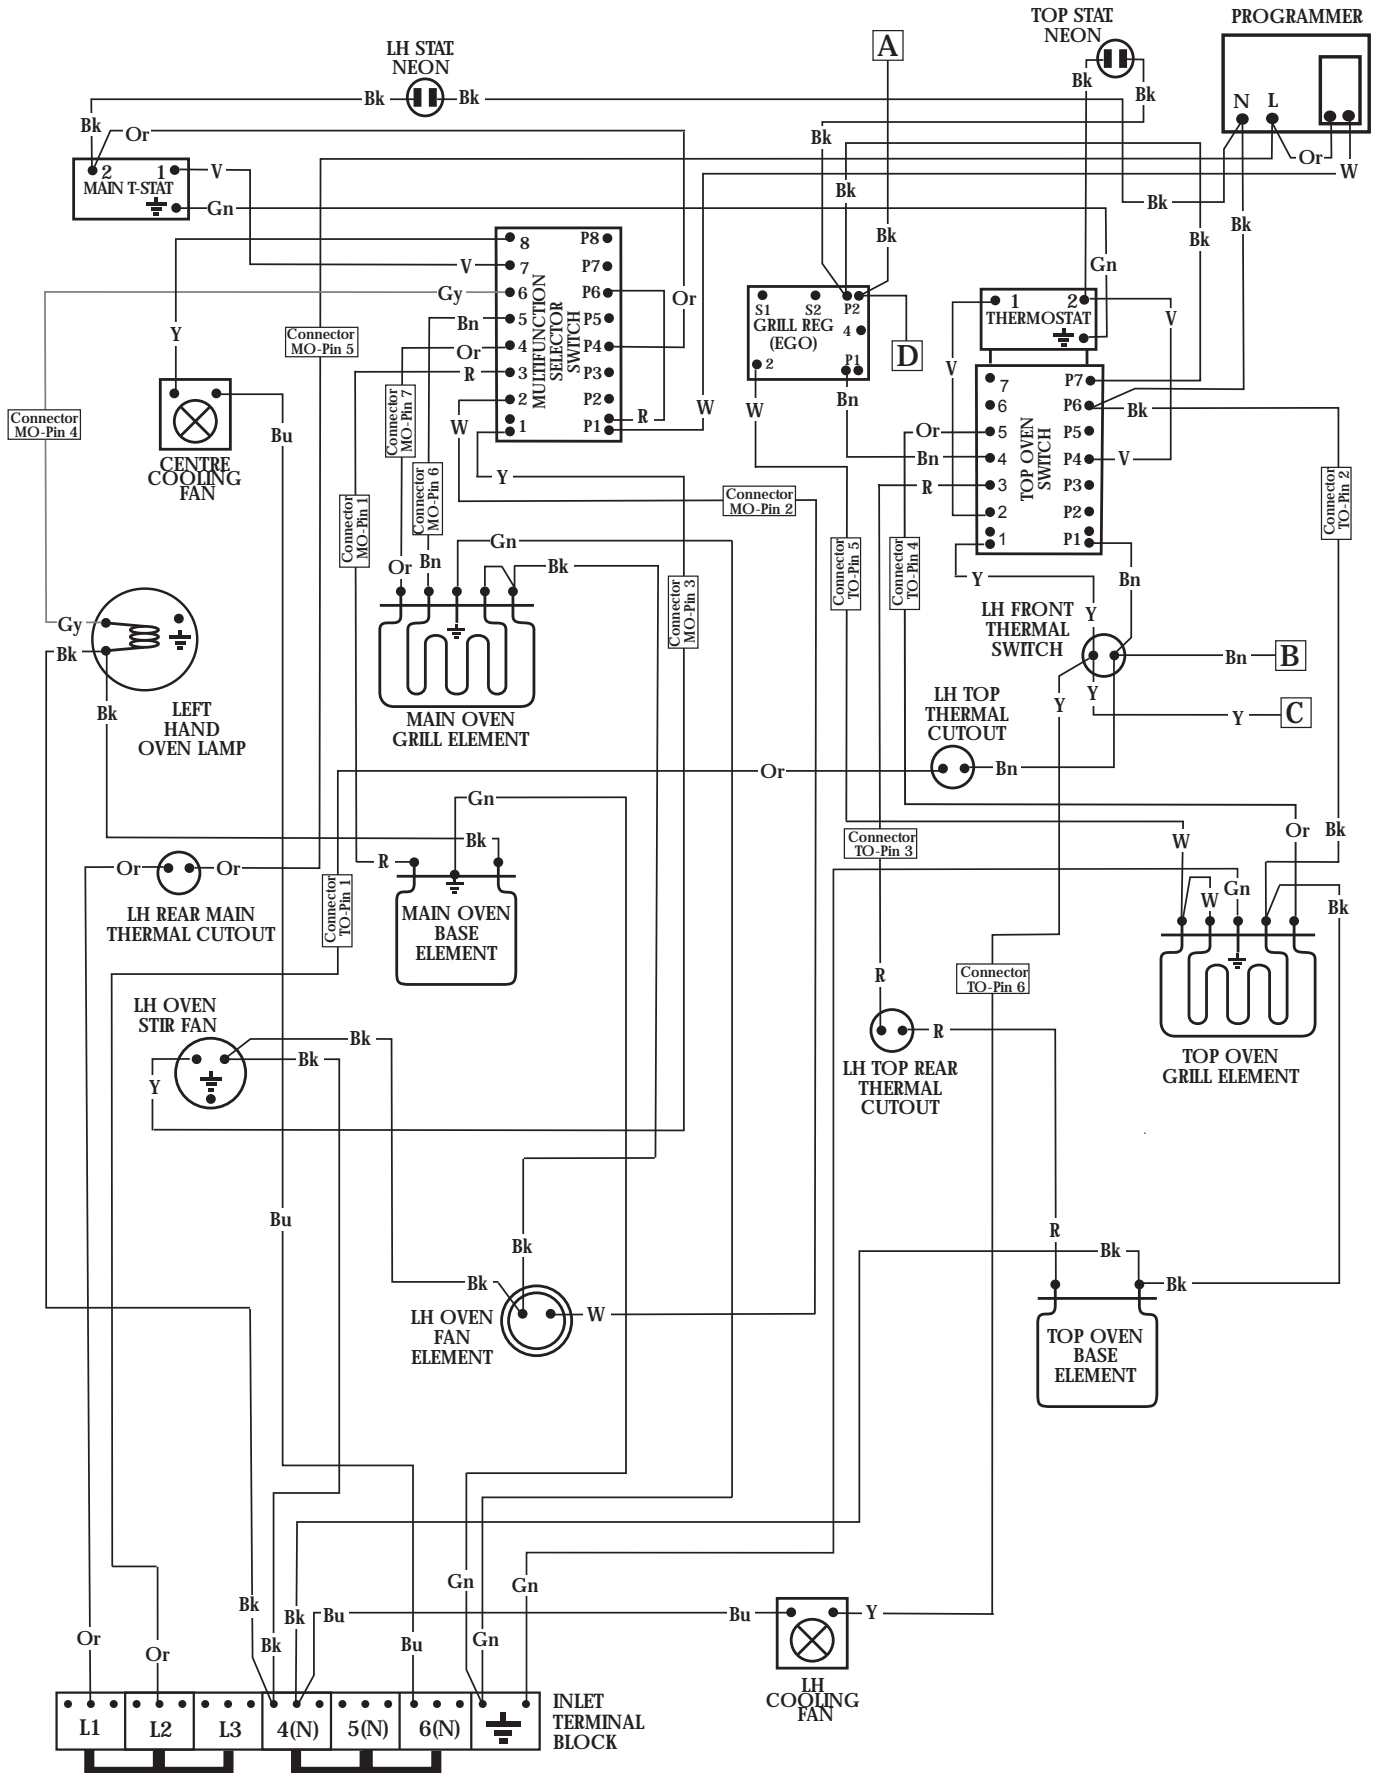 TOP STAT.
NEON
PROGRAMMER
LH STAT.
NEON
A
Bk
Bk
Bk
Bk
N
L
Bk
Or
Bk
Or
W
2
1
V
MAIN T-STAT
Gn
Bk
Bk
Bk
Bk
Bk
Gn
8
P8
V
7
P7
Gy
6
P6
Bn
5
P5
Or
4
P4
R
3
P3
2
P2
1
P1
MULTIFUNCTION
SELECTOR
SWITCH
Or
R
W
W
Y
Y
Connector
MO-Pin 5
S1
S2
P2
GRILL REG
(EGO)
4
P1
2
D
W
Bn
1
2
THERMOSTAT
V
V
7
P7
6
P6
Bk
Or
5
P5
Bn
4
P4
V
R
3
P3
2
P2
1
P1
TOP OVEN
SWITCH
CENTRE
COOLING
FAN
Bu
Connector
MO-Pin 4
Connector
MO-Pin 7
Connector
MO-Pin 6
Connector
MO-Pin 1
Connector
MO-Pin 2
Connector
MO-Pin 3
Connector
TO-Pin 5
Connector
TO-Pin 4
Connector
TO-Pin 2
Or
Bn
Gn
Bk
Y
Bn
LH FRONT
THERMAL
SWITCH
Y
Bn
B
Y
Y
Y
C
Gy
Bk
Bk
LEFT
HAND
OVEN LAMP
MAIN OVEN
GRILL ELEMENT
LH TOP
THERMAL
CUTOUT
Or
Bn
Gn
Bk
R
Or
Or
LH REAR MAIN
THERMAL CUTOUT
Connector
TO-Pin 1
MAIN OVEN
BASE
ELEMENT
Connector
TO-Pin 3
W
Or
Bk
W
Gn
Bk
Connector
TO-Pin 6
R
R
LH TOP REAR
THERMAL
CUTOUT
TOP OVEN
GRILL ELEMENT
LH OVEN
STIR FAN
Bk
Bk
Y
Bu
Bk
Bk
W
LH OVEN
FAN
ELEMENT
R
Bk
Bk
TOP OVEN
BASE
ELEMENT
Gn
Gn
Bk
Bk
Bu
Bu
Y
Or
Or
Bk
Bu
Gn
LH
COOLING
FAN
L1
L2
L3
4(N)
5(N)
6(N)
INLET
TERMINAL
BLOCK